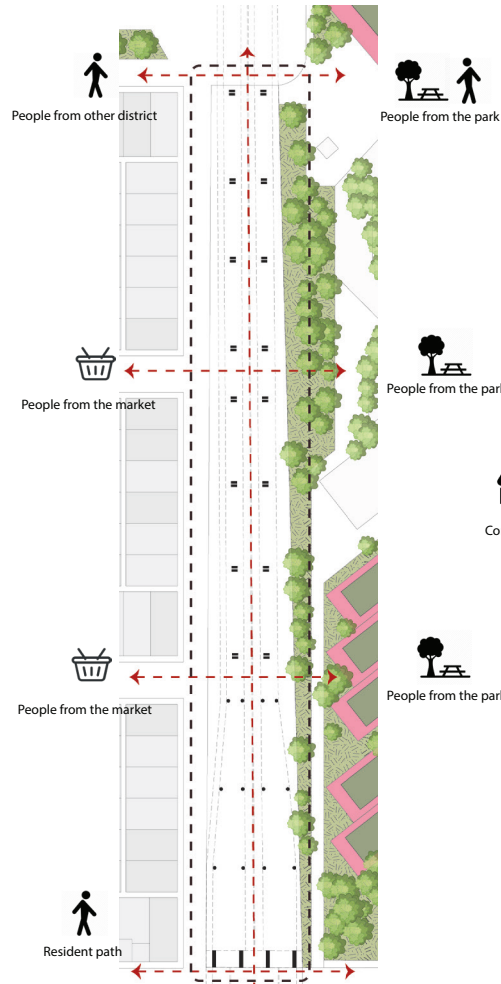 People from other district
People from the park
People from the market
People from the park
Co
People from the market
People from the park
Resident path